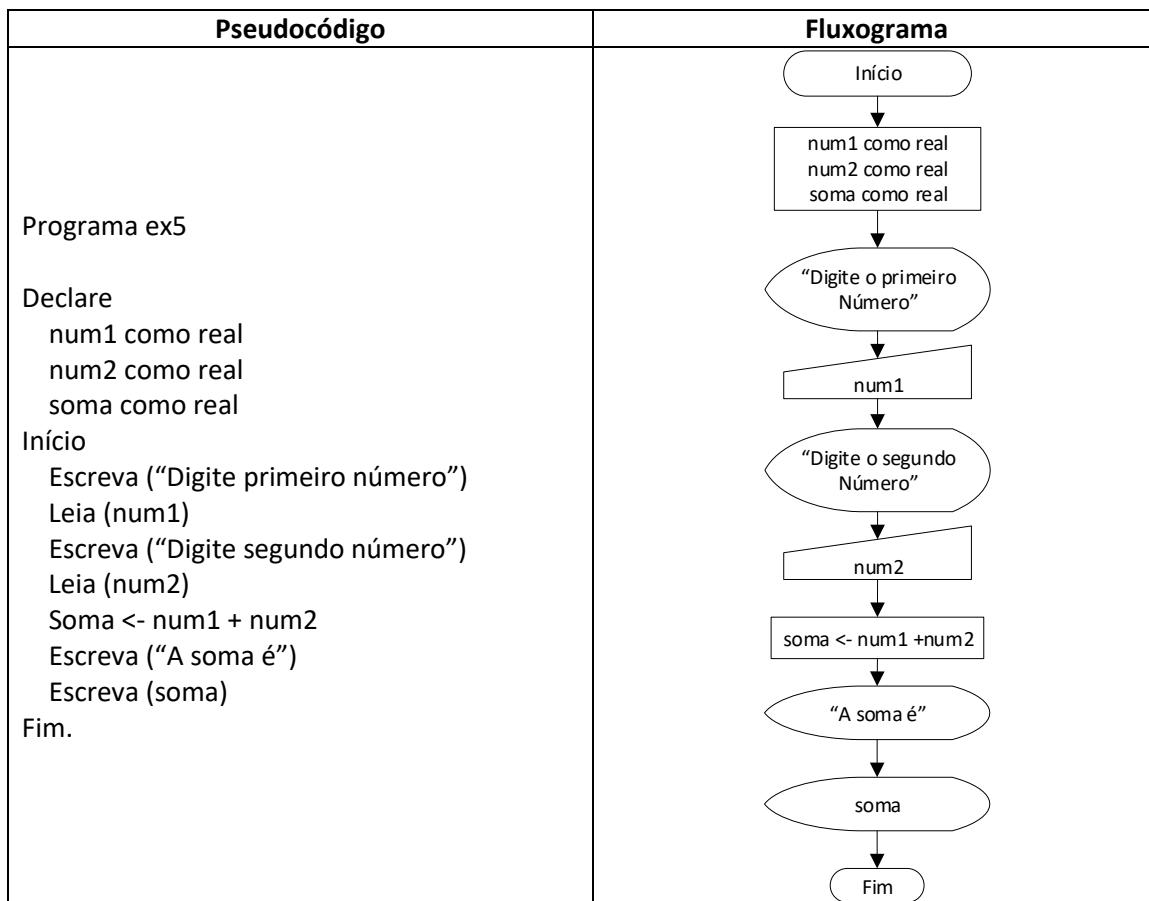 Pseudocódigo
Programa ex5
Declare
num1 como real
num2 como real
soma como real
Início
Escreva (“Digite primeiro número”)
Leia (num1)
Escreva (“Digite segundo número”)
Leia (num2)
Soma <- num1 + num2
Escreva (“A soma é”)
Escreva (soma)
Fim.
Fluxograma
Início
num1 como real
num2 como real
soma como real
“Digite o primeiro
Número”
num1
“Digite o segundo
Número”
num2
soma <- num1 +num2
“A soma é”
soma
Fim